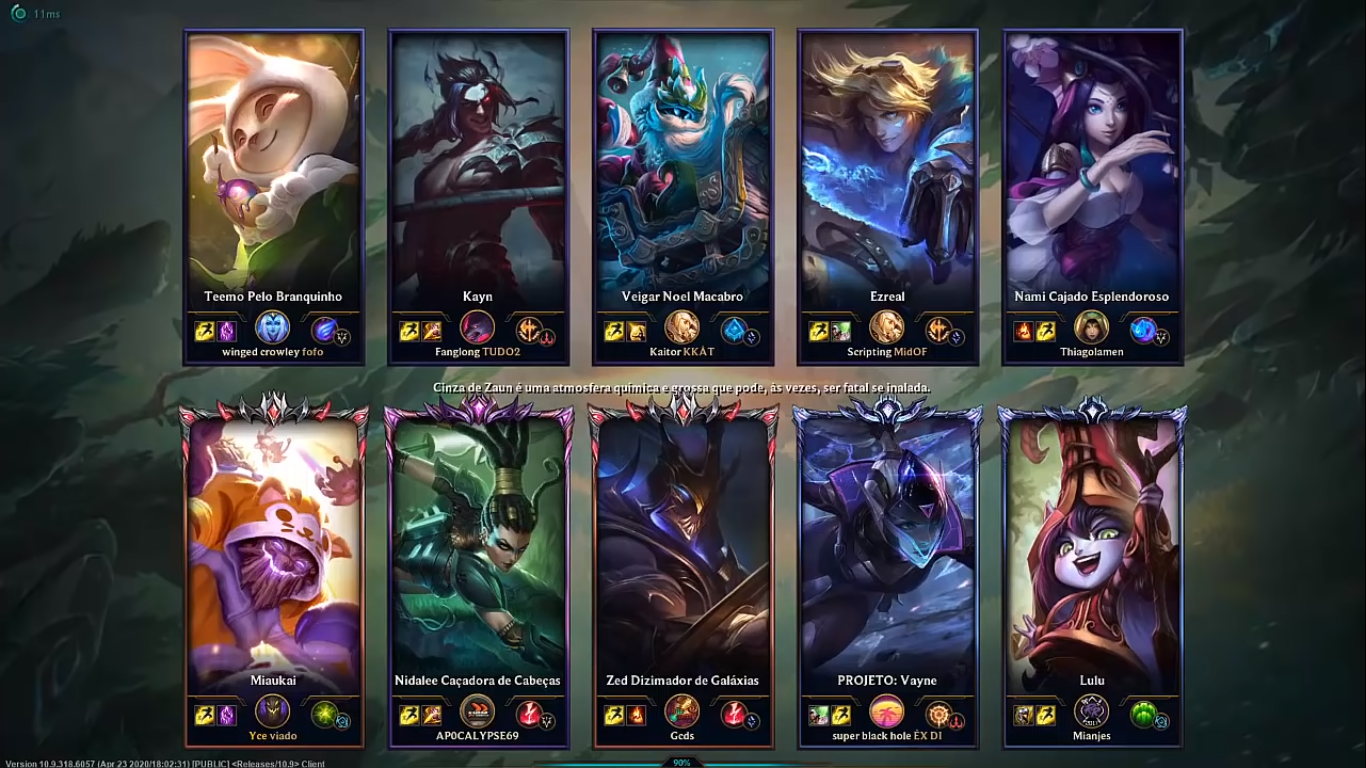 11ms
Teemo Pelo Branquinho
Kayn
Veigar Noel Macabro
Ezreal
Nami Cajado Esplendoroso
winged crowley fofo
Fanglong TUDO2
Kaitor KKÂT
Scripting MidOF
Thiagolamen
Cinza de Zaun é uma atmosfera química e grossa que pode, às vezes, ser fatal se inalada.
Miaukai
Nidalee Caçadora de Cabeças
Zed Dizimador de Galáxias
PROJETO: Vayne
Lulu
Yce viado
AP0CALYPSE69
Gcds
super black hole ÊX DI
Mianjes
Version 10.9.318.6057 (Apr 23 2020/18:02:31) [PUBLIC] <Releases/10.9> Client
90%